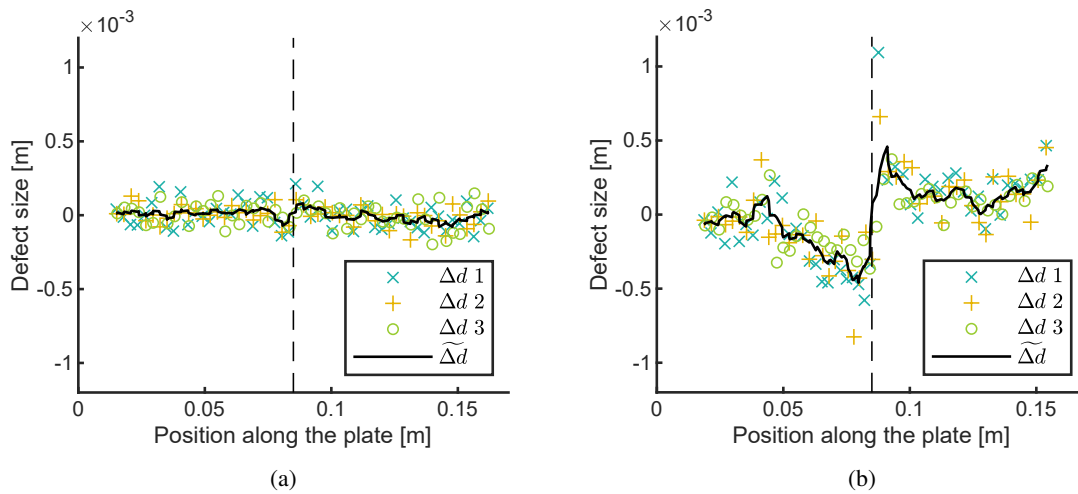 ×10⁻³
1
0.5
0
-0.5
-1
Defect size [m]
0
0.05
0.1
0.15
Position along the plate [m]
Δd 1
Δd 2
Δd 3
Δ͠d
(a)
×10⁻³
1
0.5
0
-0.5
-1
Defect size [m]
0
0.05
0.1
0.15
Position along the plate [m]
Δd 1
Δd 2
Δd 3
Δ͠d
(b)